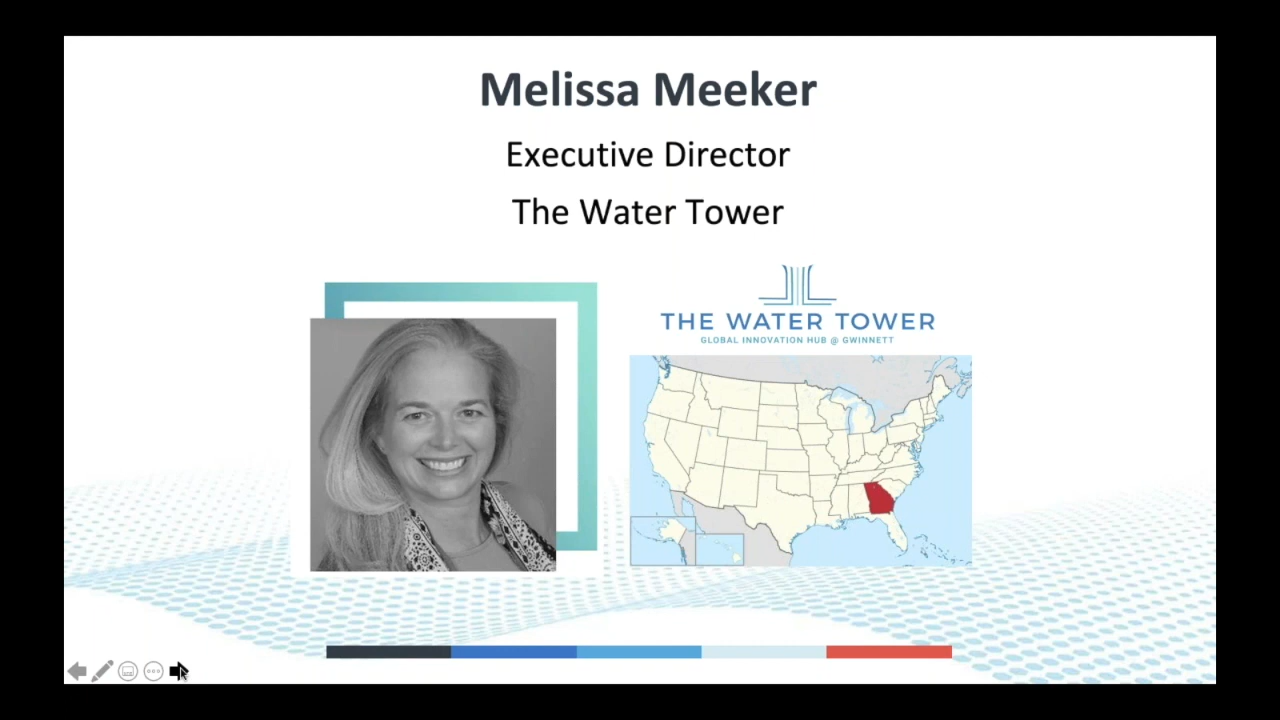 Melissa Meeker
Executive Director
The Water Tower
THE WATER TOWER
GLOBAL INNOVATION HUB @ GWINNETT